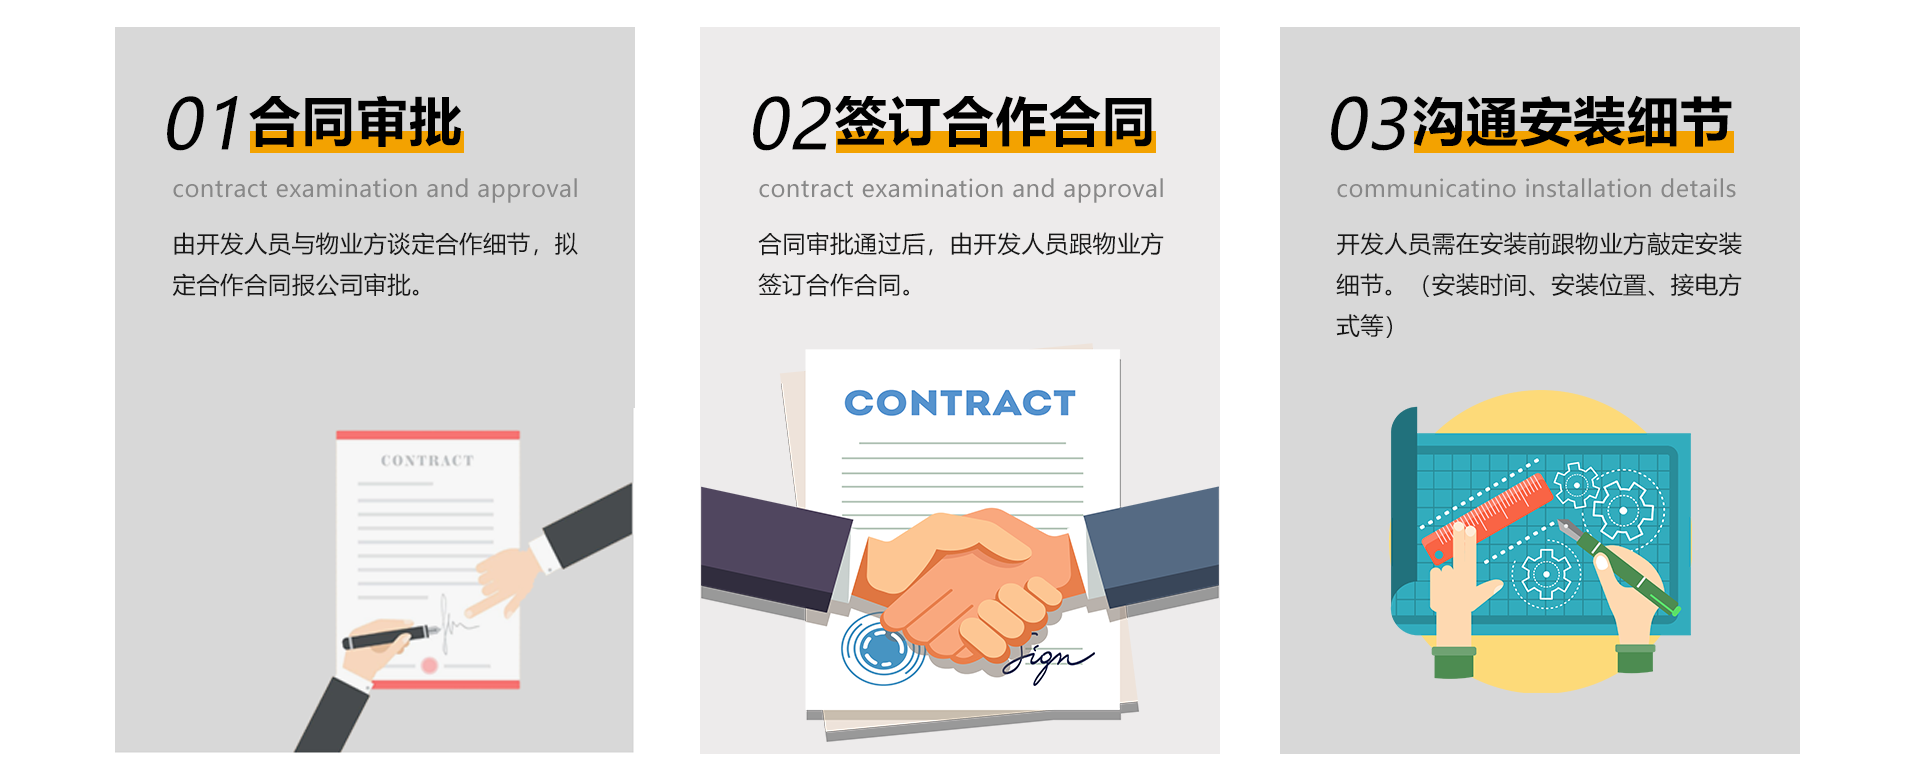 01合同审批
contract examination and approval
由开发人员与物业方谈定合作细节，拟
定合作合同报公司审批。
CONTRACT
02签订合作合同
contract examination and approval
合同审批通过后，由开发人员跟物业方
签订合作合同。
CONTRACT
Sign
03沟通安装细节
communicatino installation details
开发人员需在安装前跟物业方敲定安装
细节。（安装时间、安装位置、接电方
式等）